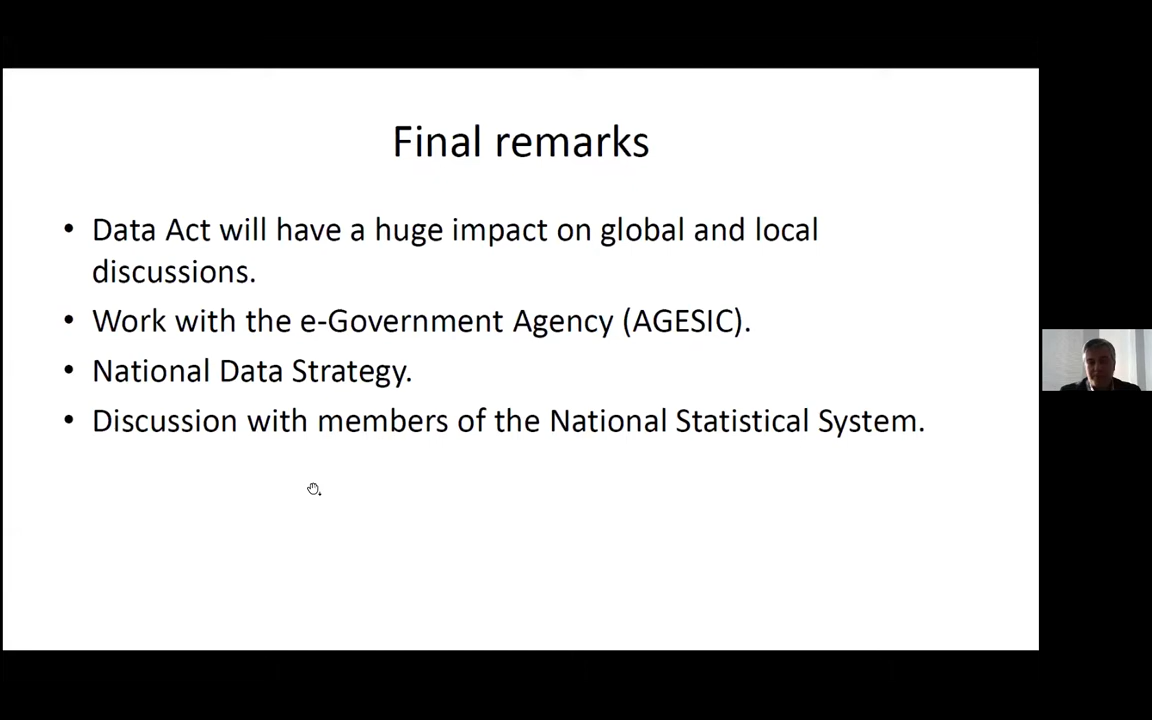 Final remarks
• Data Act will have a huge impact on global and local
discussions.
• Work with the e-Government Agency (AGESIC).
• National Data Strategy.
• Discussion with members of the National Statistical System.